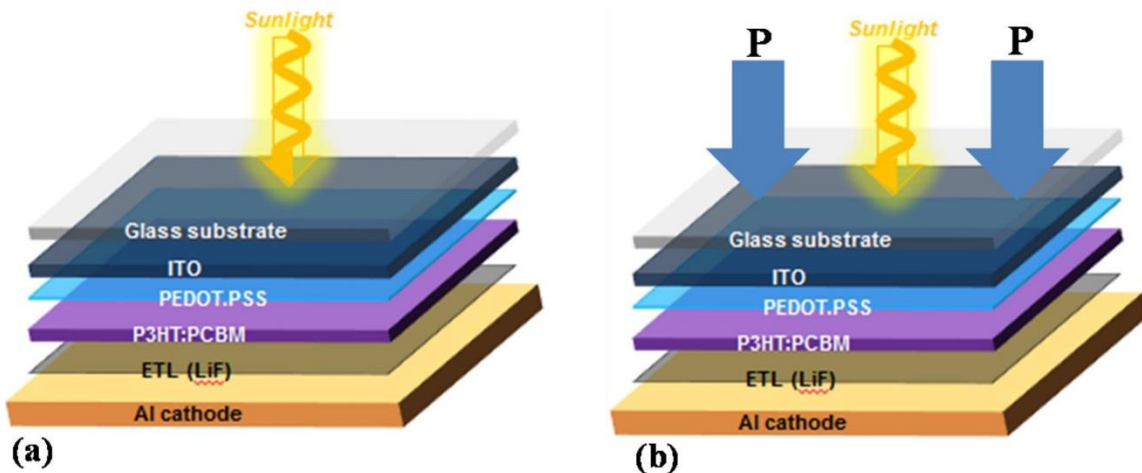 Sunlight
Glass substrate
ITO
PEDOT.PSS
P3HT:PCBM
ETL (LiF)
Al cathode
(a)
P
Sunlight
P
Glass substrate
ITO
PEDOT.PSS
P3HT:PCBM
ETL (LiF)
Al cathode
(b)